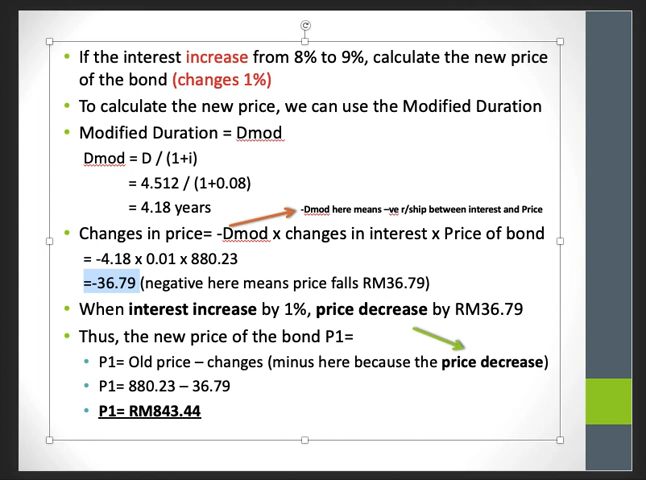 • If the interest increase from 8% to 9%, calculate the new price
of the bond (changes 1%)
• To calculate the new price, we can use the Modified Duration
• Modified Duration = Dmod
Dmod = D / (1+i)
= 4.512 / (1+0.08)
= 4.18 years
-Dmod here means –ve r/ship between interest and Price
• Changes in price= -Dmod x changes in interest x Price of bond
= -4.18 x 0.01 x 880.23
=-36.79 (negative here means price falls RM36.79)
• When interest increase by 1%, price decrease by RM36.79
• Thus, the new price of the bond P1=
• P1= Old price – changes (minus here because the price decrease)
• P1= 880.23 – 36.79
• P1= RM843.44